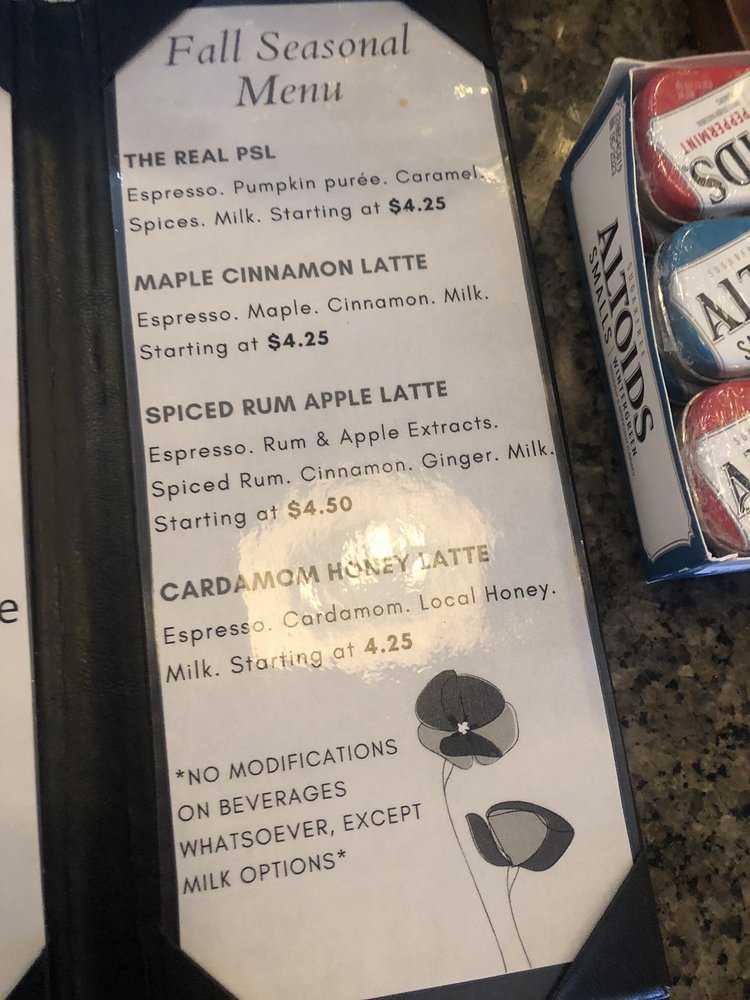 Fall Seasonal
Menu
THE REAL PSL
Espresso. Pumpkin purée. Caramel.
Spices. Milk. Starting at $4.25
MAPLE CINNAMON LATTE
Espresso. Maple. Cinnamon. Milk.
Starting at $4.25
SPICED RUM APPLE LATTE
Espresso. Rum & Apple Extracts.
Spiced Rum. Cinnamon. Ginger. Milk.
Starting at $4.50
CARDAMOM HONEY LATTE
Espresso. Cardamom. Local Honey.
Milk. Starting at 4.25
*NO MODIFICATIONS
ON BEVERAGES
WHATSOEVER, EXCEPT
MILK OPTIONS*
e
SUGARFREE
ALTOIDS
SMALLS WINTERGREEN
PEPPERMINT
IDS